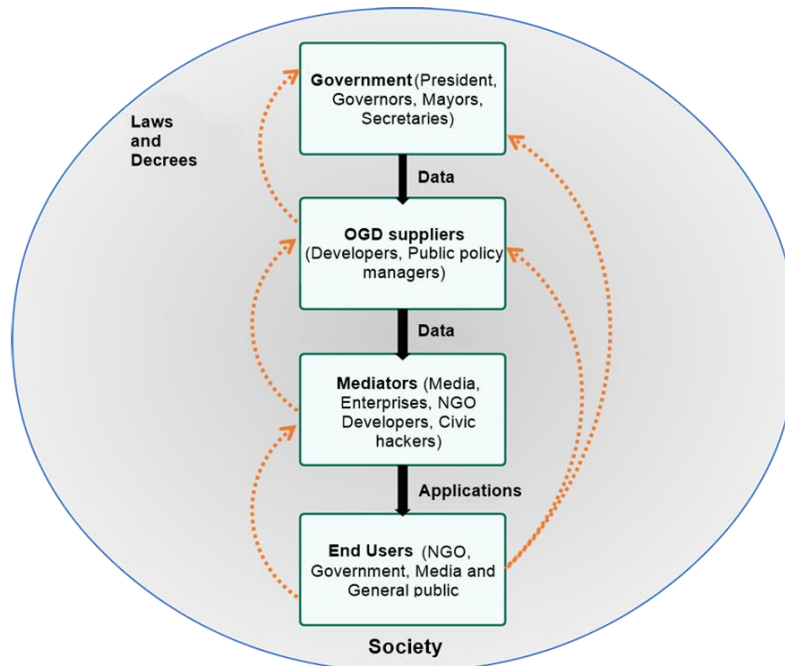 Government(President,
Governors, Mayors,
Secretaries)
Laws
and
Decrees
Data
OGD suppliers
(Developers, Public policy
managers)
Data
Mediators (Media,
Enterprises, NGO
Developers, Civic
hackers)
Applications
End Users (NGO,
Government, Media and
General public
Society